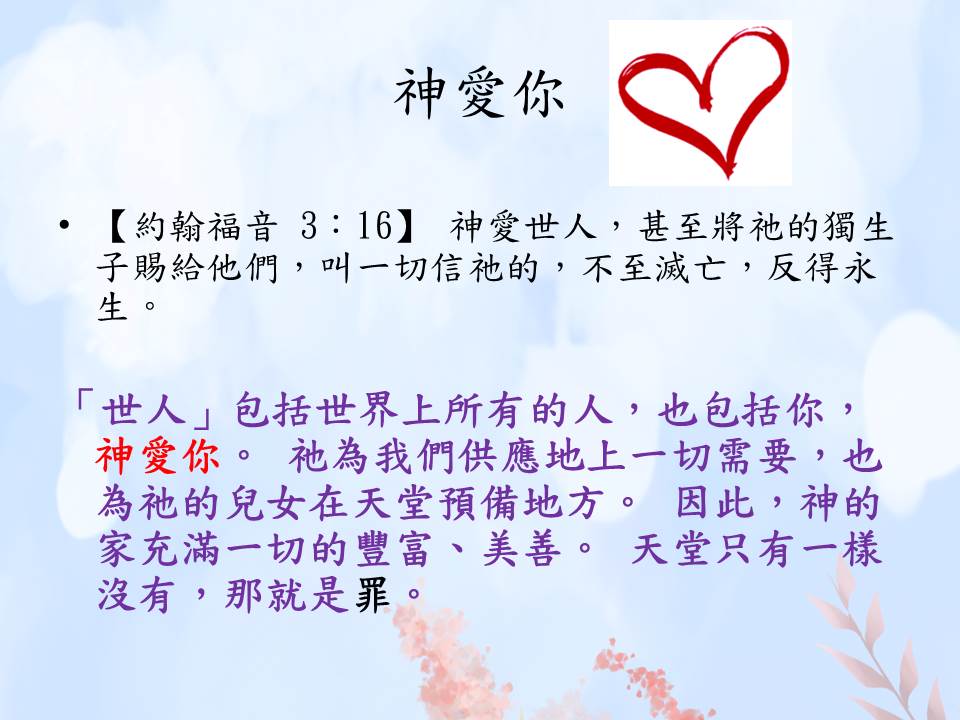 神愛你
• 【約翰福音 3：16】 神愛世人，甚至將祂的獨生
子賜給他們，叫一切信祂的，不至滅亡，反得永
生。
「世人」包括世界上所有的人，也包括你，
神愛你。 祂為我們供應地上一切需要，也
為祂的兒女在天堂預備地方。 因此，神的
家充滿一切的豐富、美善。 天堂只有一樣
沒有，那就是罪。